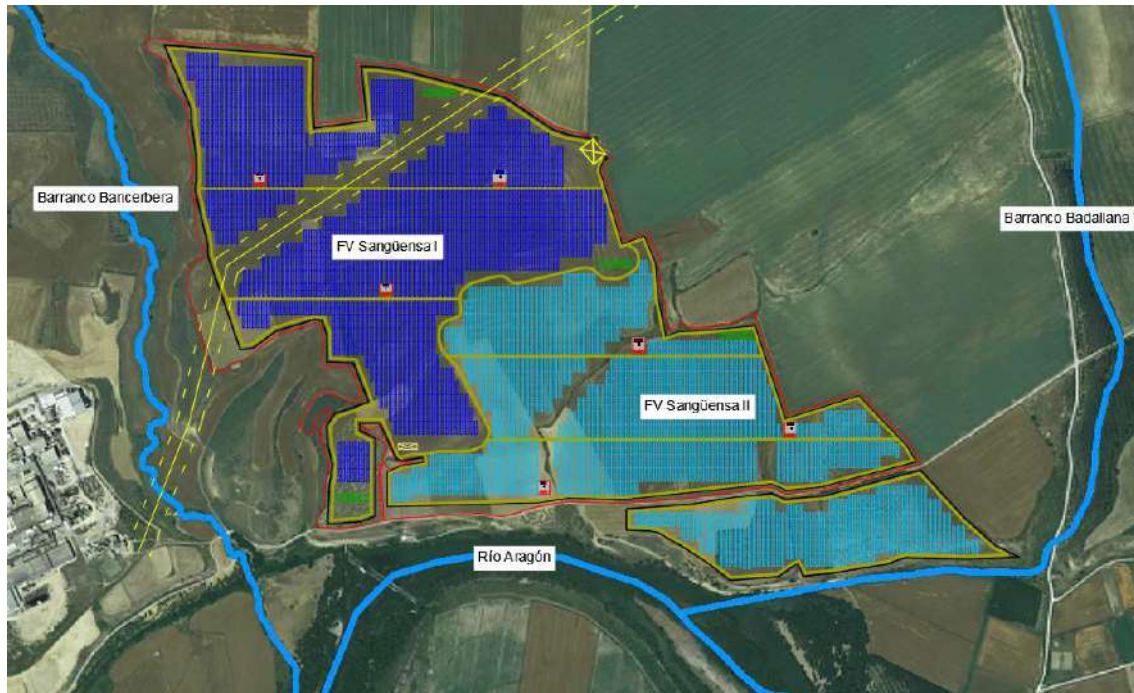 Barranco Bancerbera
Barranco Badallana
FV Sangüensa I
FV Sangüensa II
Río Aragón